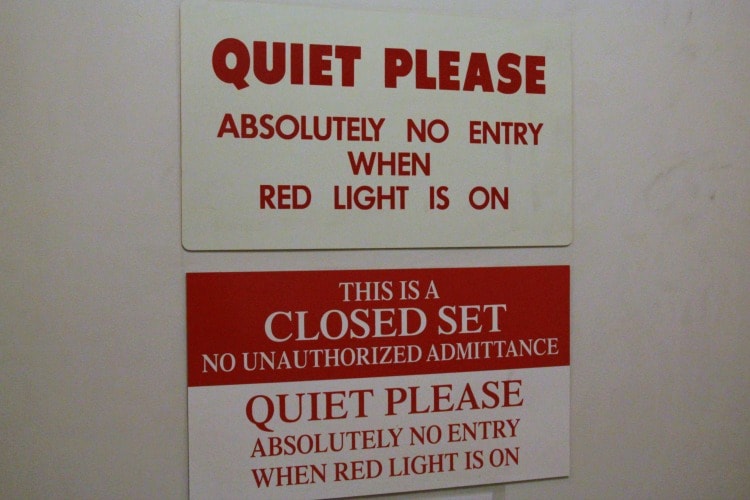 QUIET PLEASE
ABSOLUTELY NO ENTRY
WHEN
RED LIGHT IS ON
THIS IS A
CLOSED SET
NO UNAUTHORIZED ADMITTANCE
QUIET PLEASE
ABSOLUTELY NO ENTRY
WHEN RED LIGHT IS ON